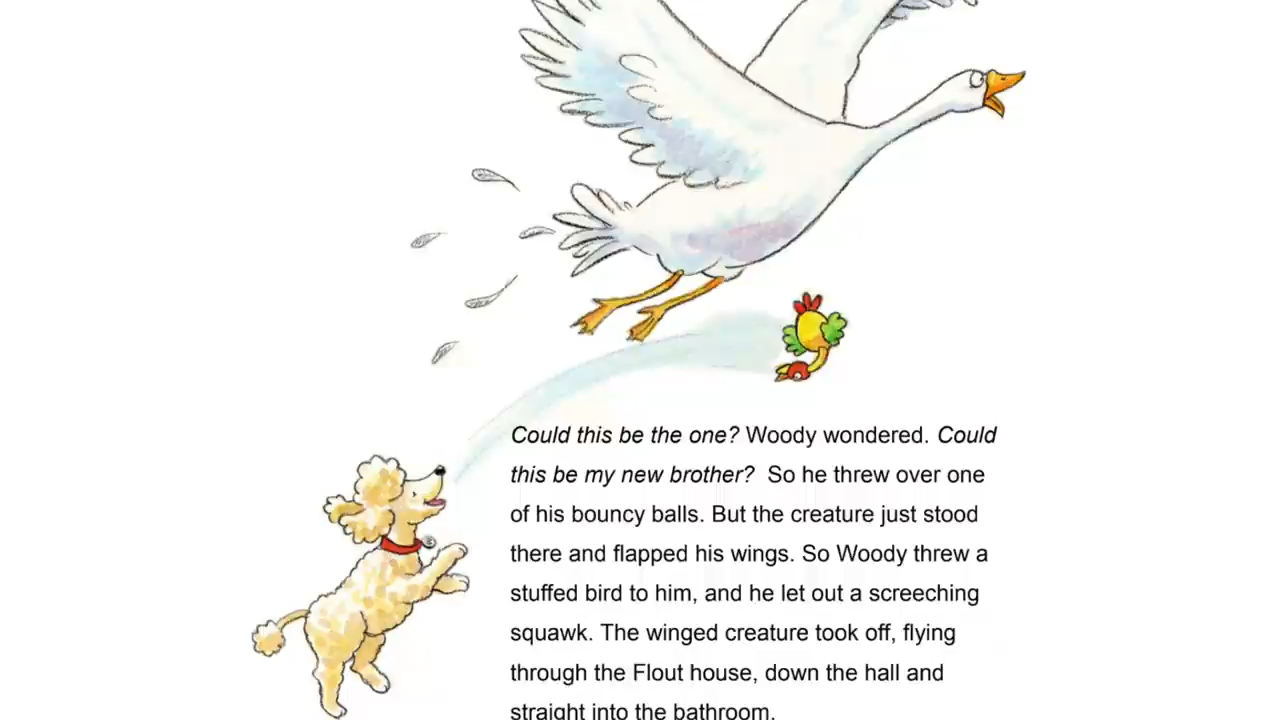 Could this be the one? Woody wondered. Could
this be my new brother?  So he threw over one
of his bouncy balls. But the creature just stood
there and flapped his wings. So Woody threw a
stuffed bird to him, and he let out a screeching
squawk. The winged creature took off, flying
through the Flout house, down the hall and
straight into the bathroom.